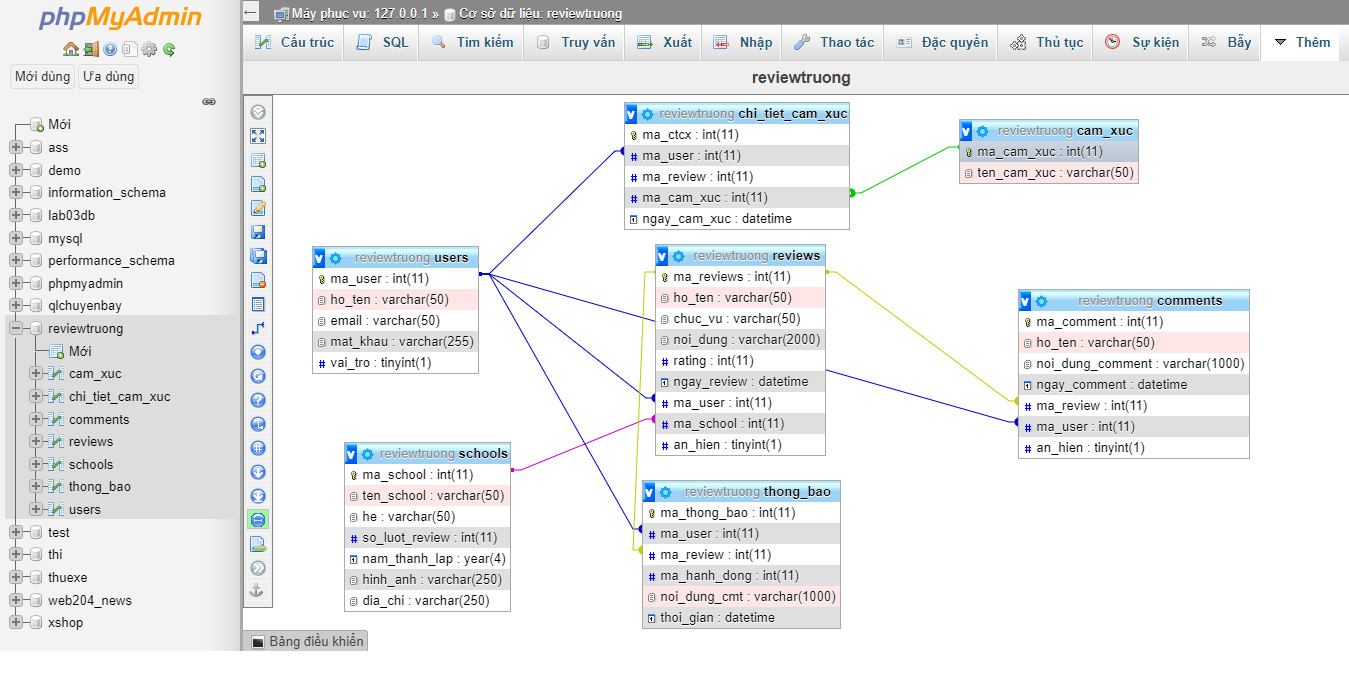 phpMyAdmin
Mới dùng Ưa dùng
Mới
ass
demo
information_schema
lab03db
mysql
performance_schema
phpmyadmin
qlchuyenbay
reviewtruong
Mới
cam_xuc
chi_tiet_cam_xuc
comments
reviews
schools
thong_bao
users
test
thi
thuexe
web204_news
xshop
Máy phục vụ: 127.0.0.1 » Cơ sở dữ liệu: reviewtruong
Cấu trúc SQL Tìm kiếm Truy vấn Xuất Nhập Thao tác Đặc quyền Thủ tục Sự kiện Bẫy Thêm
reviewtruong
reviewtruong chi_tiet_cam_xuc
ma_ctcx : int(11)
ma_user : int(11)
ma_review : int(11)
ma_cam_xuc : int(11)
ngay_cam_xuc : datetime
reviewtruong cam_xuc
ma_cam_xuc : int(11)
ten_cam_xuc : varchar(50)
reviewtruong users
ma_user : int(11)
ho_ten : varchar(50)
email : varchar(50)
mat_khau : varchar(255)
vai_tro : tinyint(1)
reviewtruong reviews
ma_reviews : int(11)
ho_ten : varchar(50)
chuc_vu : varchar(50)
noi_dung : varchar(2000)
rating : int(11)
ngay_review : datetime
ma_user : int(11)
ma_school : int(11)
an_hien : tinyint(1)
reviewtruong comments
ma_comment : int(11)
ho_ten : varchar(50)
noi_dung_comment : varchar(1000)
ngay_comment : datetime
ma_review : int(11)
ma_user : int(11)
an_hien : tinyint(1)
reviewtruong schools
ma_school : int(11)
ten_school : varchar(50)
he : varchar(50)
so_luot_review : int(11)
nam_thanh_lap : year(4)
hinh_anh : varchar(250)
dia_chi : varchar(250)
reviewtruong thong_bao
ma_thong_bao : int(11)
ma_user : int(11)
ma_review : int(11)
ma_hanh_dong : int(11)
noi_dung_cmt : varchar(1000)
thoi_gian : datetime
Bảng điều khiển